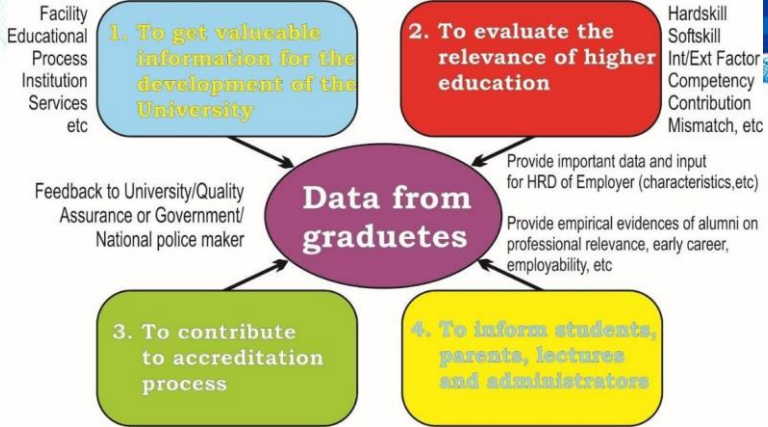 Facility
Educational
Process
Institution
Services
etc
1. To get valueable
information for the
development of the
University
2. To evaluate the
relevance of higher
education
Hardskill
Softskill
Int/Ext Factor
Competency
Contribution
Mismatch, etc
Feedback to University/Quality
Assurance or Government/
National police maker
Data from
graduetes
Provide important data and input
for HRD of Employer (characteristics,etc)
Provide empirical evidences of alumni on
professional relevance, early career,
employability, etc
3. To contribute
to accreditation
process
4. To inform students,
parents, lectures
and administrators